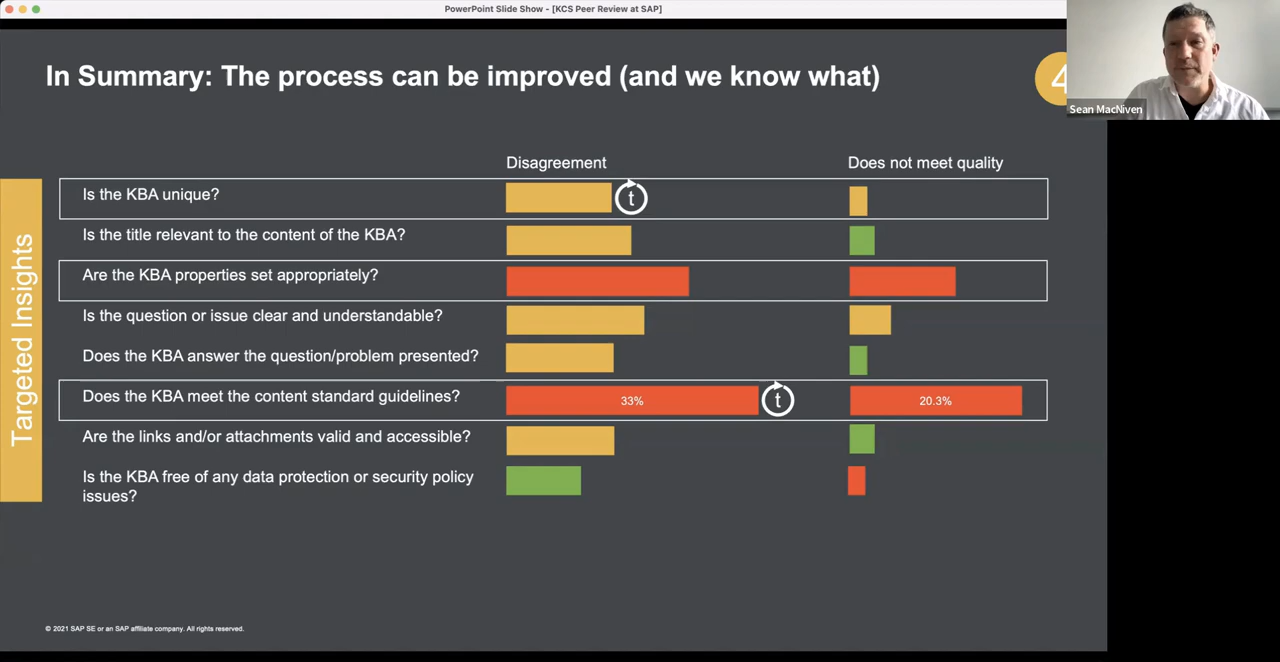 PowerPoint Slide Show - [KCS Peer Review at SAP]
In Summary: The process can be improved (and we know what)
4
Sean MacNiven
Disagreement
Does not meet quality
Targeted Insights
Is the KBA unique?
t
Is the title relevant to the content of the KBA?
Are the KBA properties set appropriately?
Is the question or issue clear and understandable?
Does the KBA answer the question/problem presented?
Does the KBA meet the content standard guidelines?
33%
t
20.3%
Are the links and/or attachments valid and accessible?
Is the KBA free of any data protection or security policy
issues?
© 2021 SAP SE or an SAP affiliate company. All rights reserved.